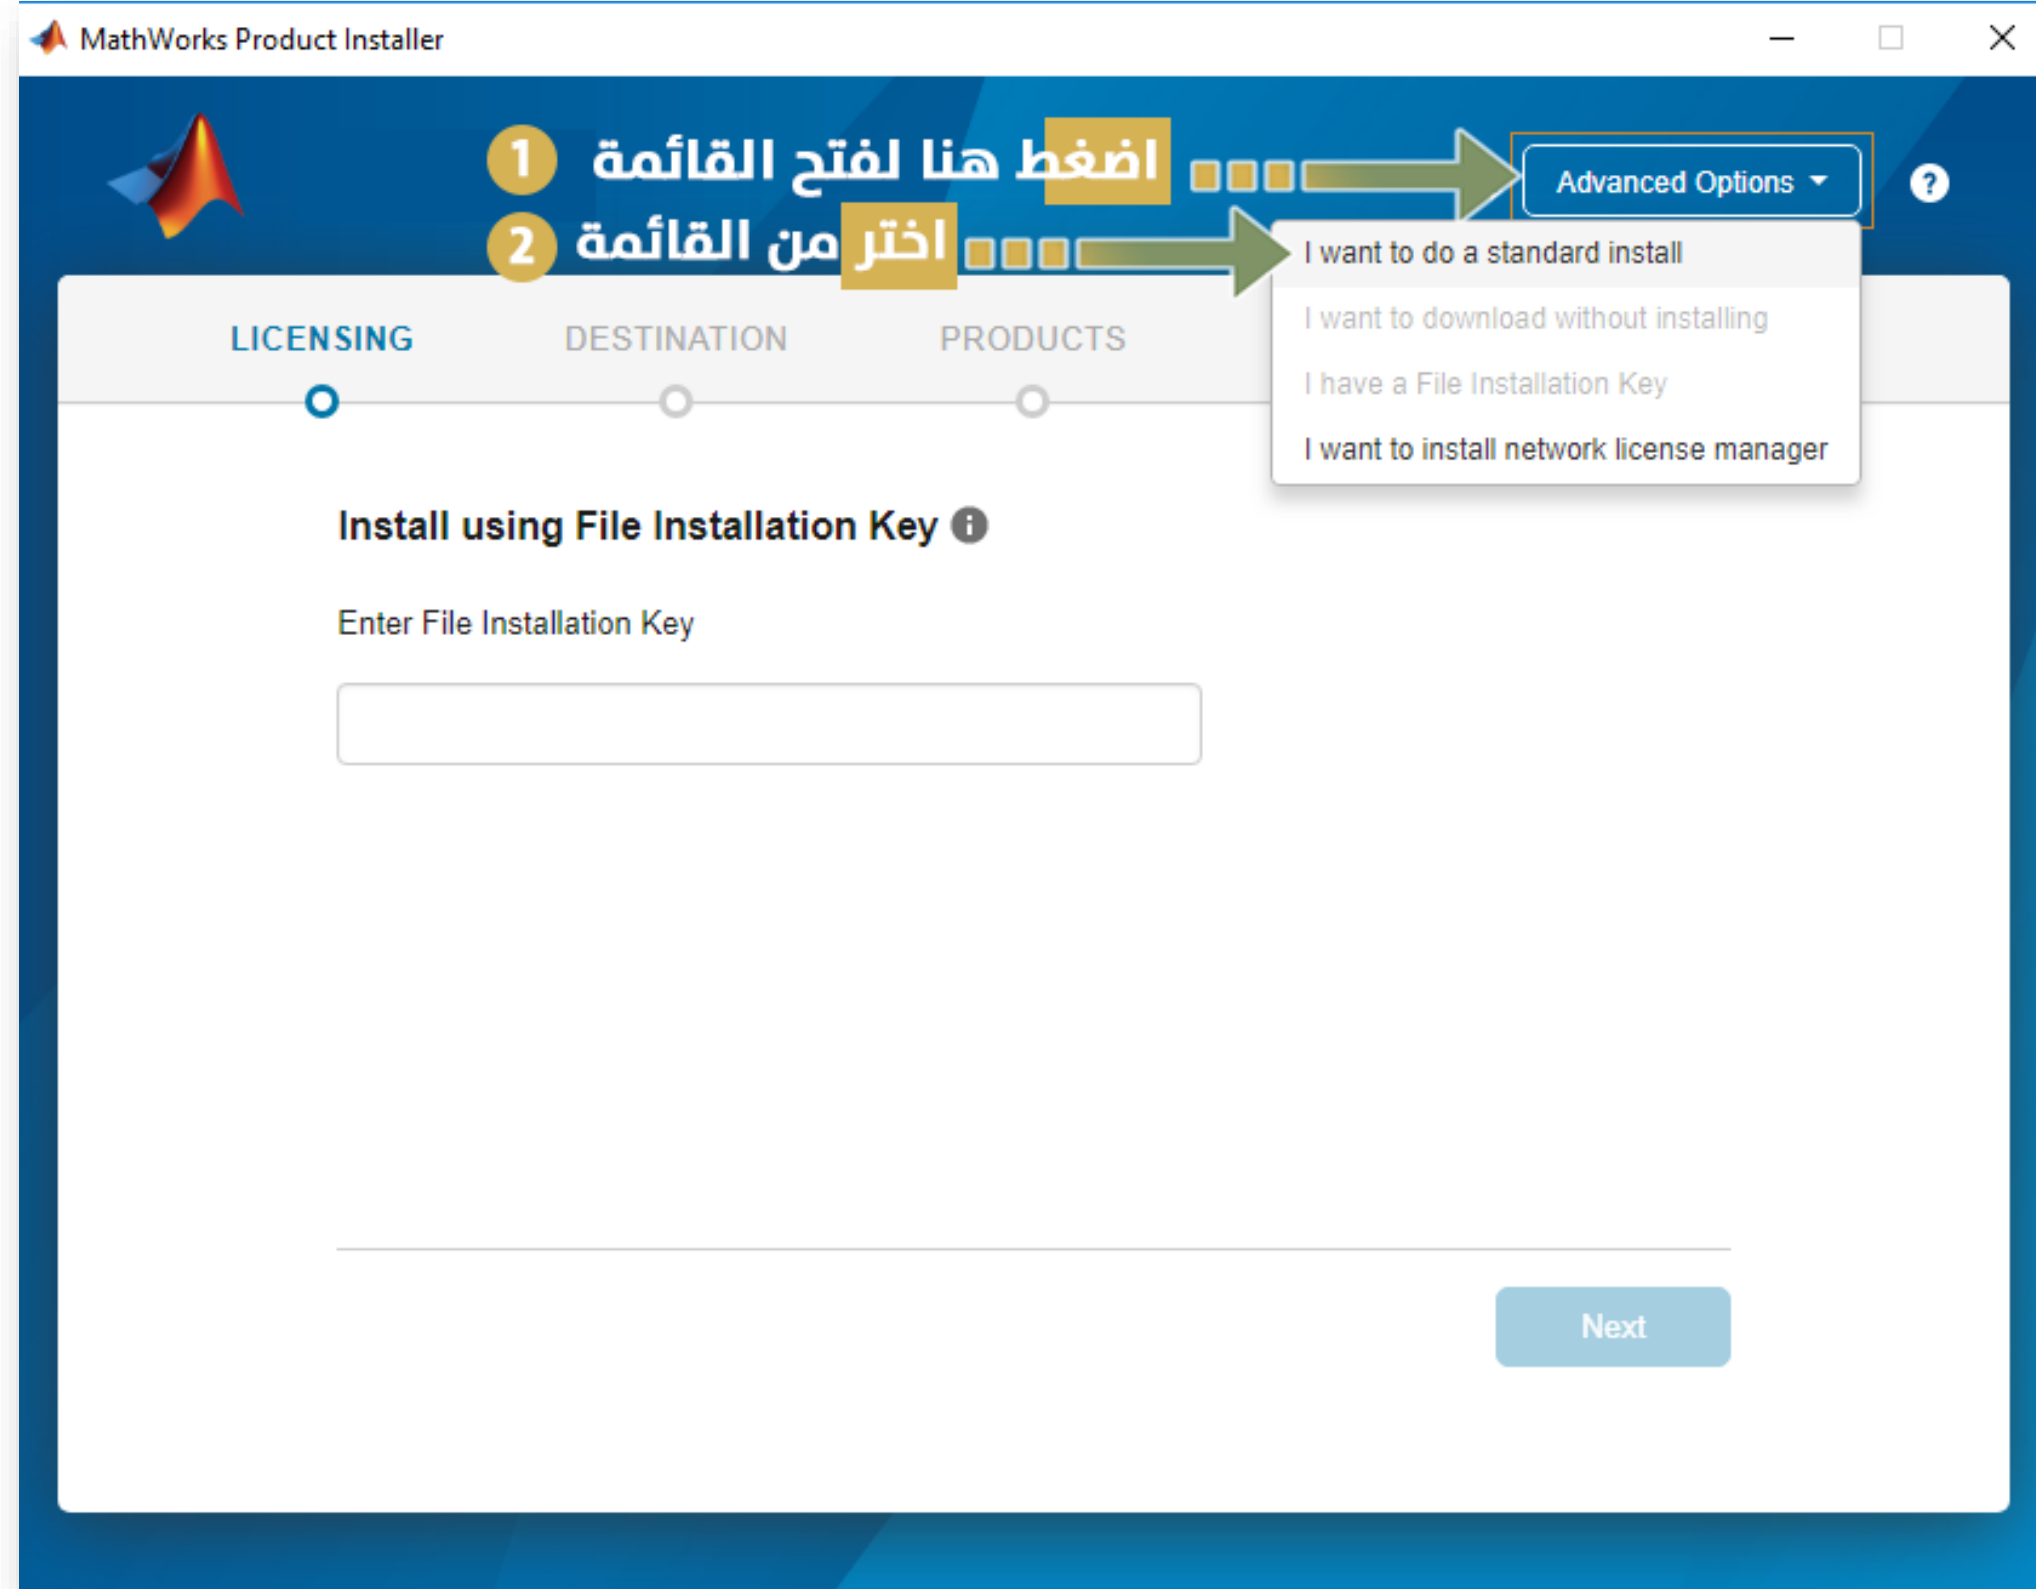 MathWorks Product Installer
1 اضغط هنا لفتح القائمة
Advanced Options
?
2 اختر من القائمة
I want to do a standard install
I want to download without installing
I have a File Installation Key
I want to install network license manager
LICENSING
DESTINATION
PRODUCTS
Install using File Installation Key i
Enter File Installation Key
Next